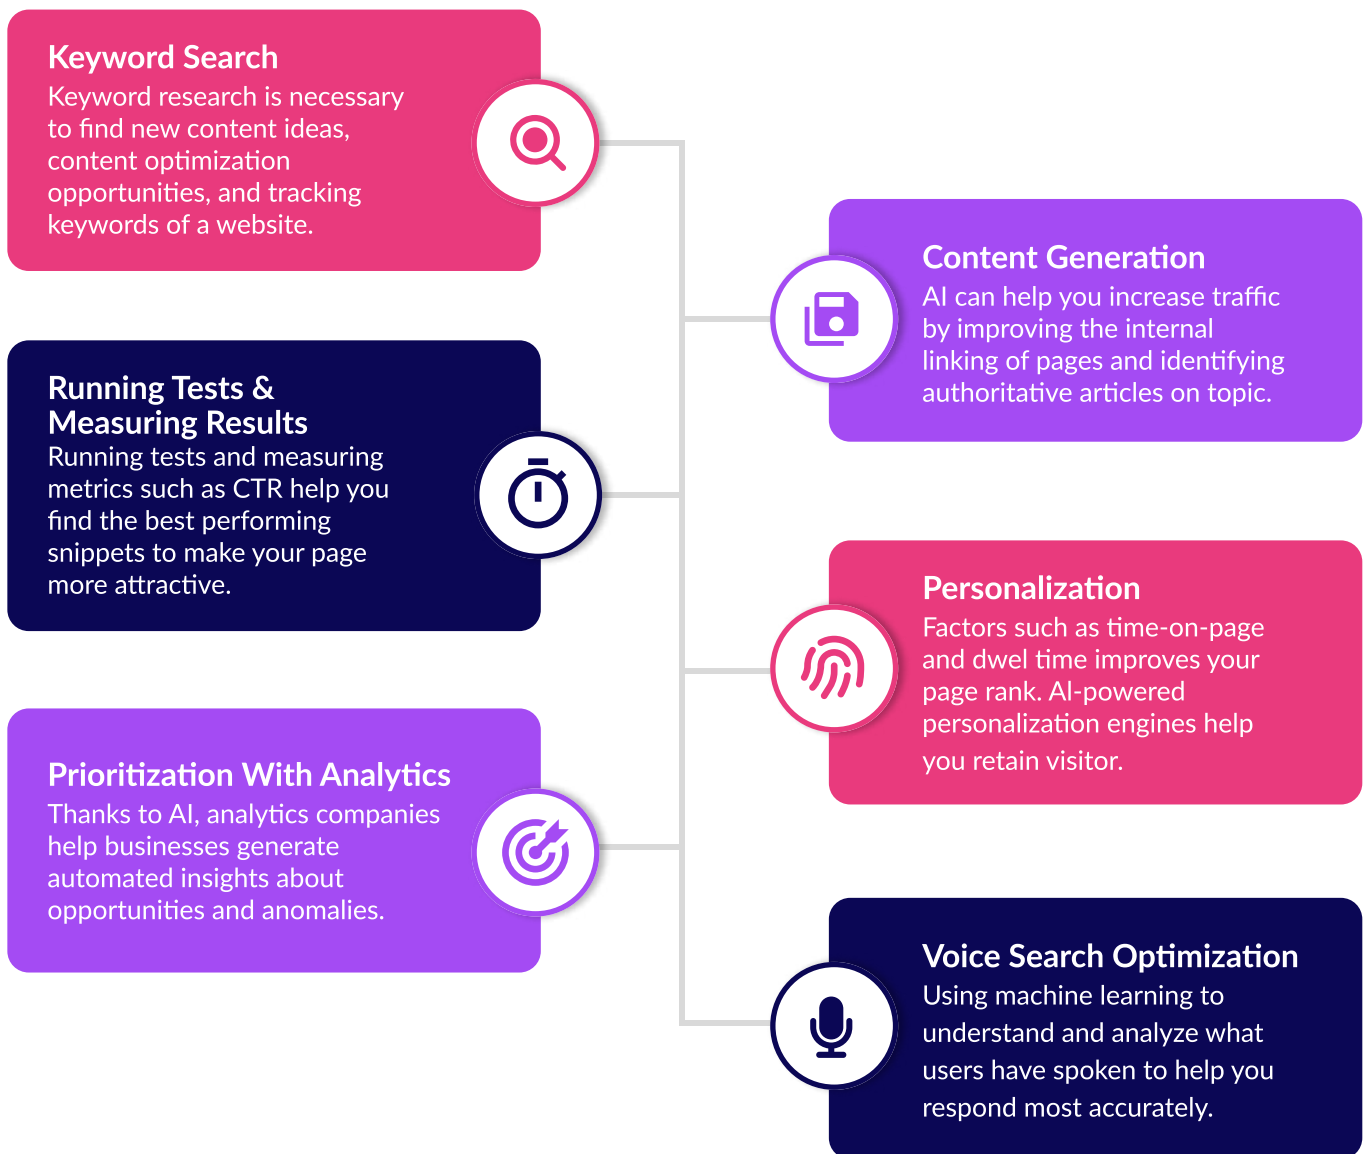 Keyword Search
Keyword research is necessary
to find new content ideas,
content optimization
opportunities, and tracking
keywords of a website.
Content Generation
AI can help you increase traffic
by improving the internal
linking of pages and identifying
authoritative articles on topic.
Running Tests &
Measuring Results
Running tests and measuring
metrics such as CTR help you
find the best performing
snippets to make your page
more attractive.
Personalization
Factors such as time-on-page
and dwel time improves your
page rank. AI-powered
personalization engines help
you retain visitor.
Prioritization With Analytics
Thanks to AI, analytics companies
help businesses generate
automated insights about
opportunities and anomalies.
Voice Search Optimization
Using machine learning to
understand and analyze what
users have spoken to help you
respond most accurately.